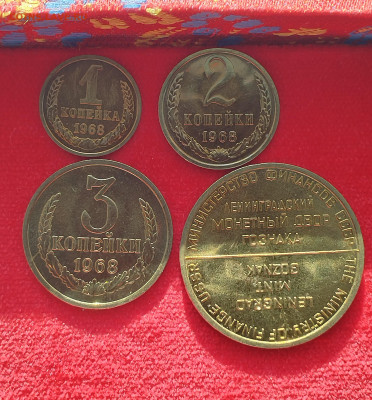 1
КОПЕЙКА
1968
2
КОПЕЙКИ
1968
3
КОПЕЙКИ
1968
МИНИСТЕРСТВО ФИНАНСОВ СССР
ЛЕНИНГРАДСКИЙ
МОНЕТНЫЙ ДВОР
ГОЗНАКА
THE MINISTRY OF FINANCE USSR
LENINGRAD
MINT
GOZNAK